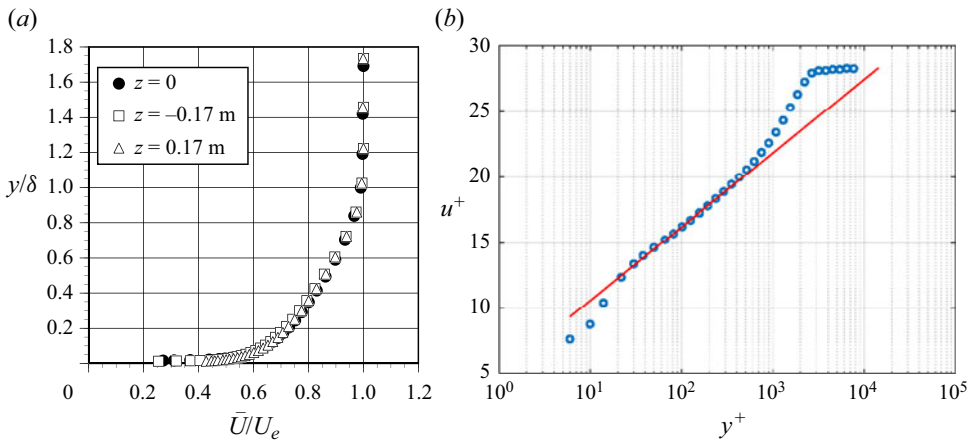 (a)
1.8
1.6
1.4
1.2
1.0
0.8
0.6
0.4
0.2
y/δ
z = 0
z = –0.17 m
z = 0.17 m
0 0.2 0.4 0.6 0.8 1.0 1.2
Ū/Uₑ
(b)
30
25
20
15
10
5
u⁺
10⁰ 10¹ 10² 10³ 10⁴ 10⁵
y⁺